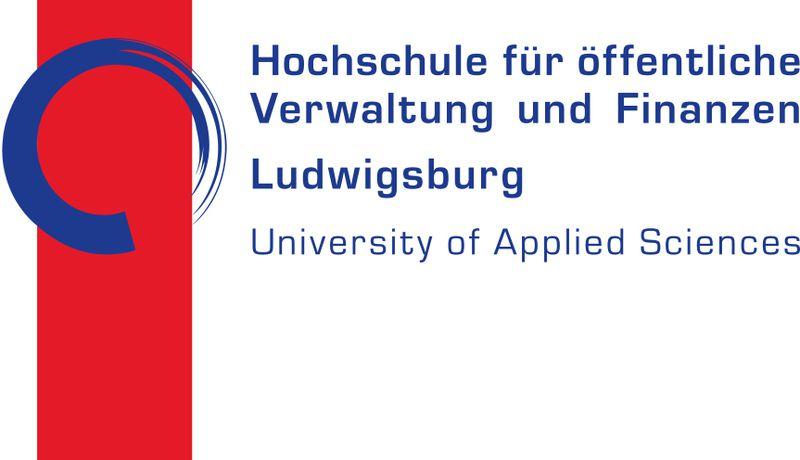 Hochschule für öffentliche
Verwaltung und Finanzen
Ludwigsburg
University of Applied Sciences